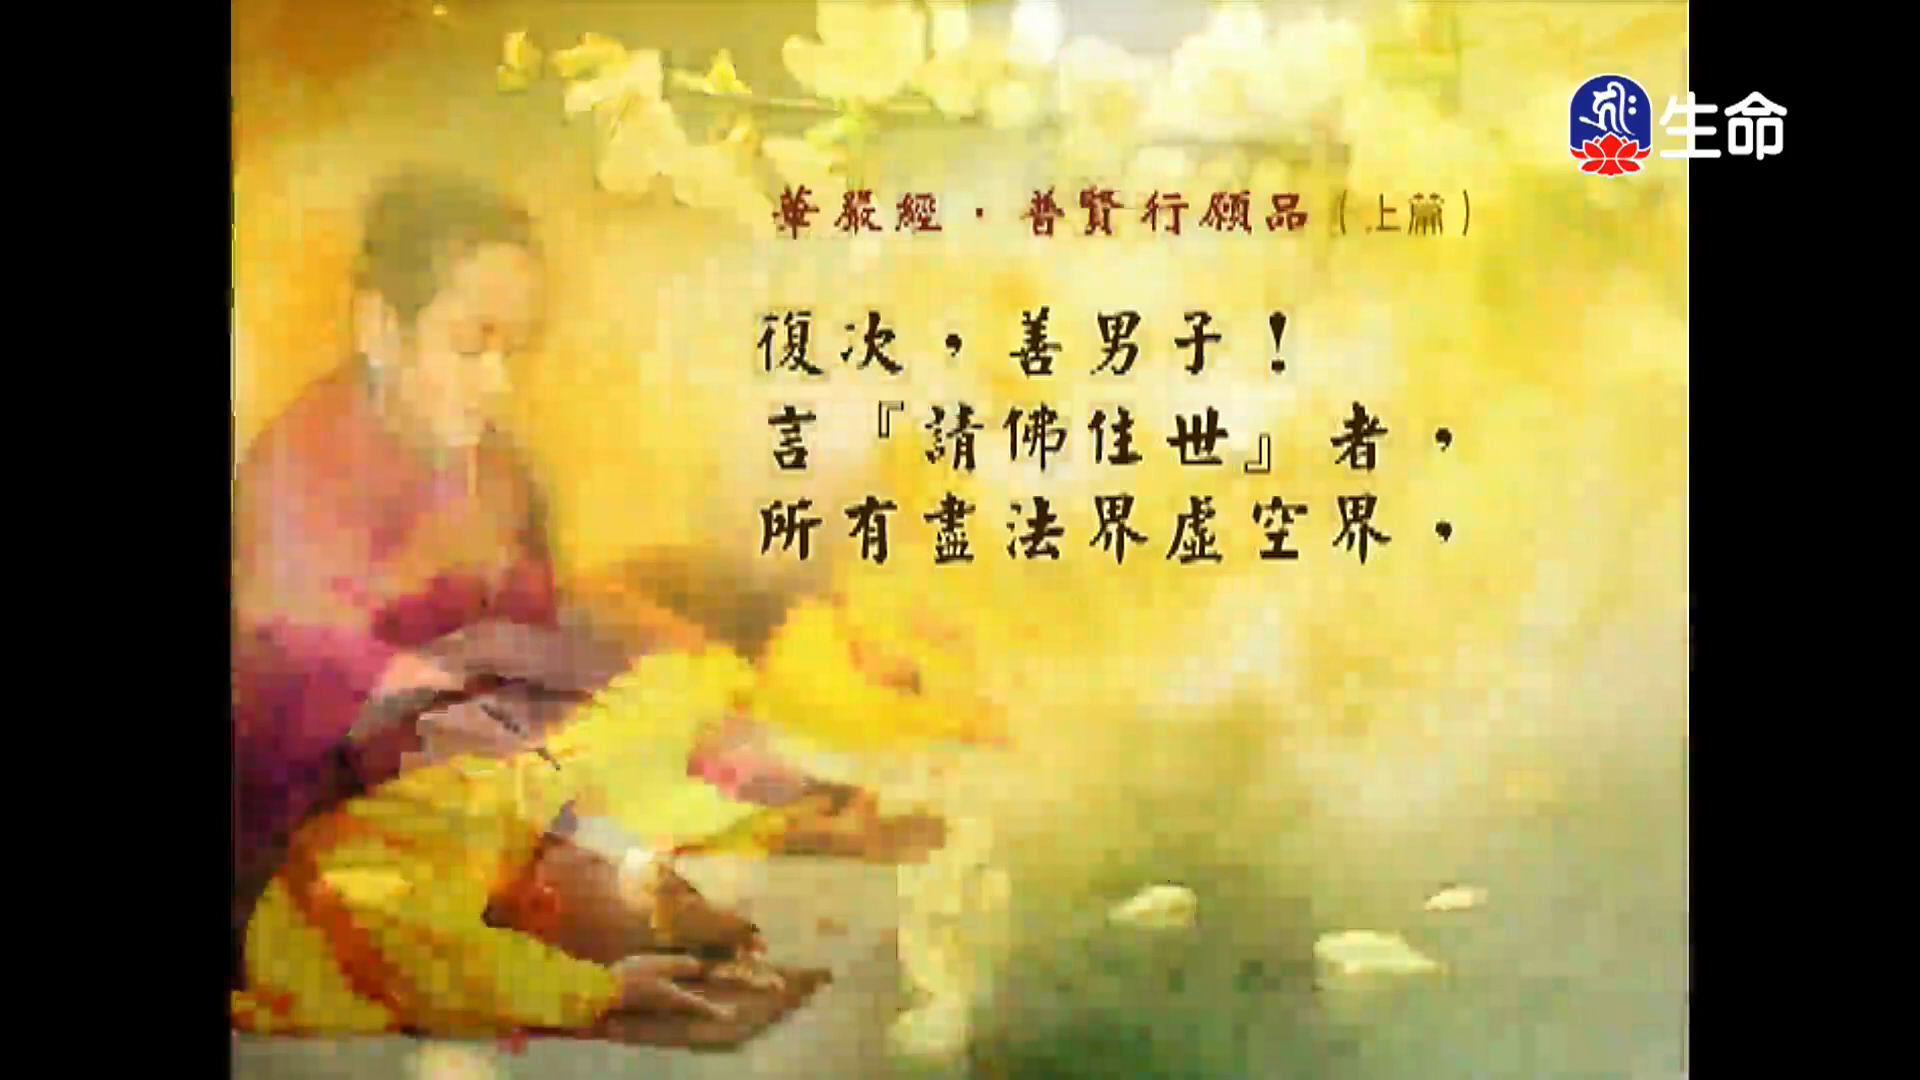 生命
華嚴經·普賢行願品（上篇）
復次，善男子！
言『請佛住世』者，
所有盡法界虛空界，